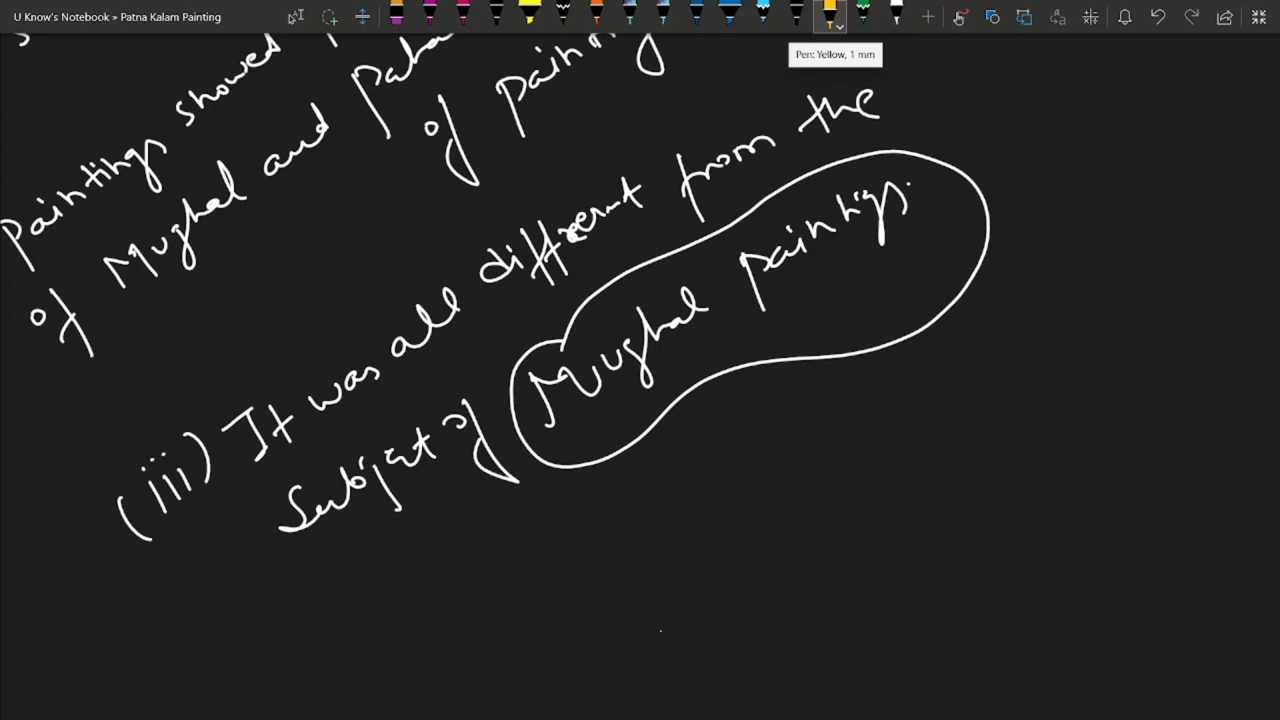 U Know's Notebook » Patna Kalam Painting
Pen: Yellow, 1 mm
Paintings showed
of Mughal and
of
(iii) It was all different from the
Subject of Mughal paintings.